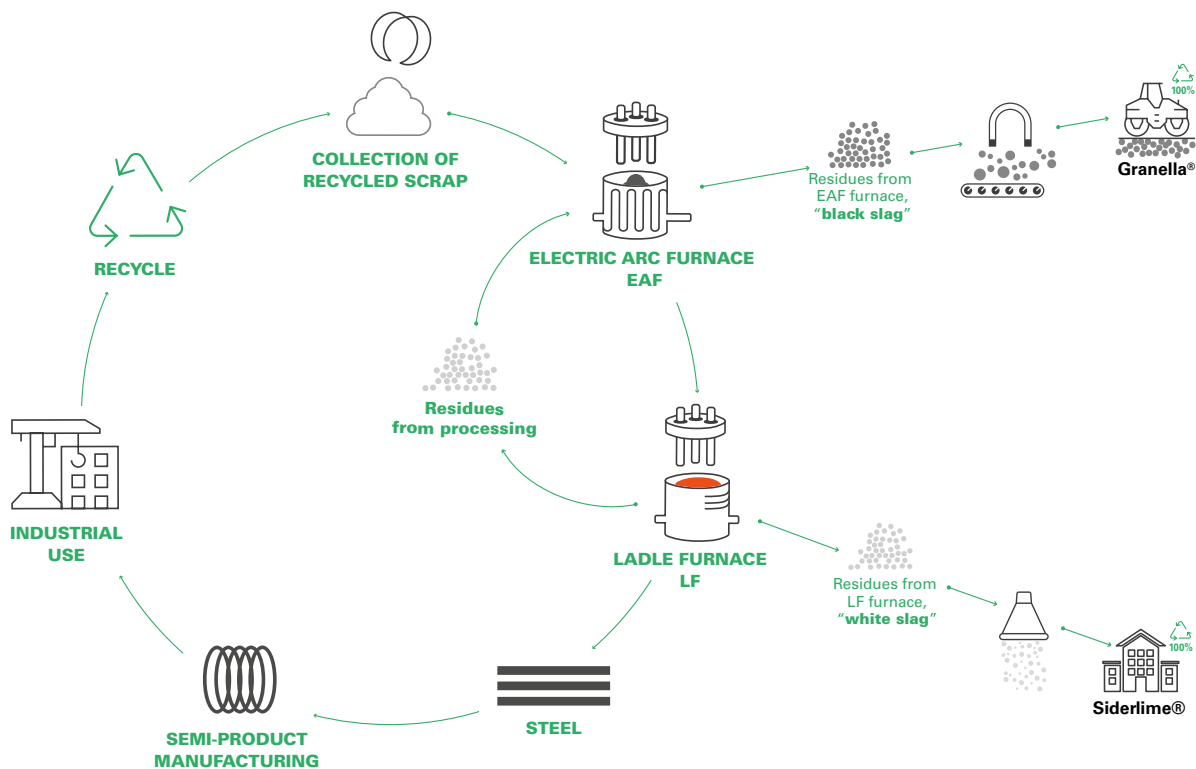 COLLECTION OF
RECYCLED SCRAP
100%
Granella®
Residues from
EAF furnace,
“black slag”
ELECTRIC ARC FURNACE
EAF
RECYCLE
Residues
from processing
INDUSTRIAL
USE
LADLE FURNACE
LF
Residues from
LF furnace,
“white slag”
100%
Siderlime®
STEEL
SEMI-PRODUCT
MANUFACTURING